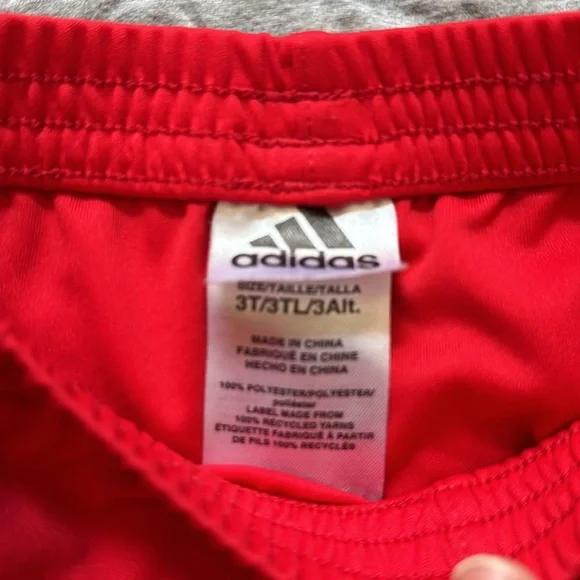 adidas
SIZE/TAILLE/TALLA
3T/3TL/3Alt.
MADE IN CHINA
FABRIQUÉ EN CHINE
HECHO EN CHINA
100% POLYESTER/POLYESTER/
poliéster
LABEL MADE FROM
100% RECYCLED YARNS
ÉTIQUETTE FABRIQUÉ À PARTIR
DE FILS 100% RECYCLÉS